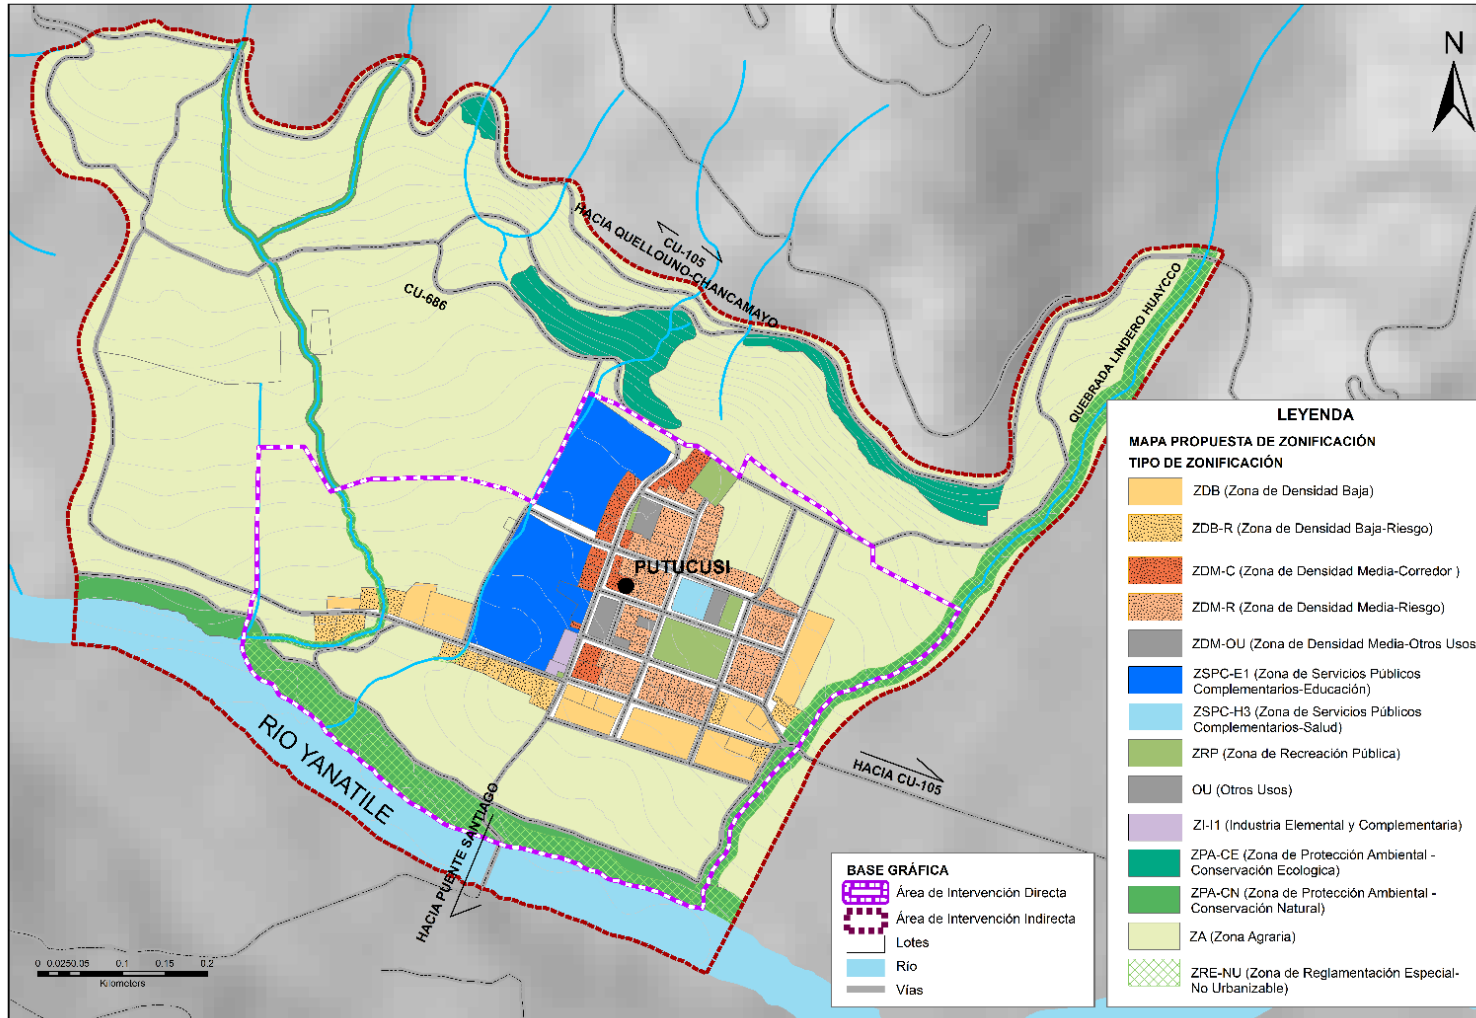 N
HACIA QUELLOUNO-CHANCAMAYO
CU-105
CU-686
QUEBRADA LINDERO HUAYCO
PUTUCUSI
RIO YANATILE
HACIA PUENTE SANTIAGO
HACIA CU-105
0 0.0250.05 0.1 0.15 0.2
Kilometers
BASE GRÁFICA
Área de Intervención Directa
Área de Intervención Indirecta
Lotes
Río
Vías
LEYENDA
MAPA PROPUESTA DE ZONIFICACIÓN
TIPO DE ZONIFICACIÓN
ZDB (Zona de Densidad Baja)
ZDB-R (Zona de Densidad Baja-Riesgo)
ZDM-C (Zona de Densidad Media-Corredor )
ZDM-R (Zona de Densidad Media-Riesgo)
ZDM-OU (Zona de Densidad Media-Otros Usos
ZSPC-E1 (Zona de Servicios Públicos
Complementarios-Educación)
ZSPC-H3 (Zona de Servicios Públicos
Complementarios-Salud)
ZRP (Zona de Recreación Pública)
OU (Otros Usos)
ZI-I1 (Industria Elemental y Complementaria)
ZPA-CE (Zona de Protección Ambiental -
Conservación Ecologica)
ZPA-CN (Zona de Protección Ambiental -
Conservación Natural)
ZA (Zona Agraria)
ZRE-NU (Zona de Reglamentación Especial-
No Urbanizable)